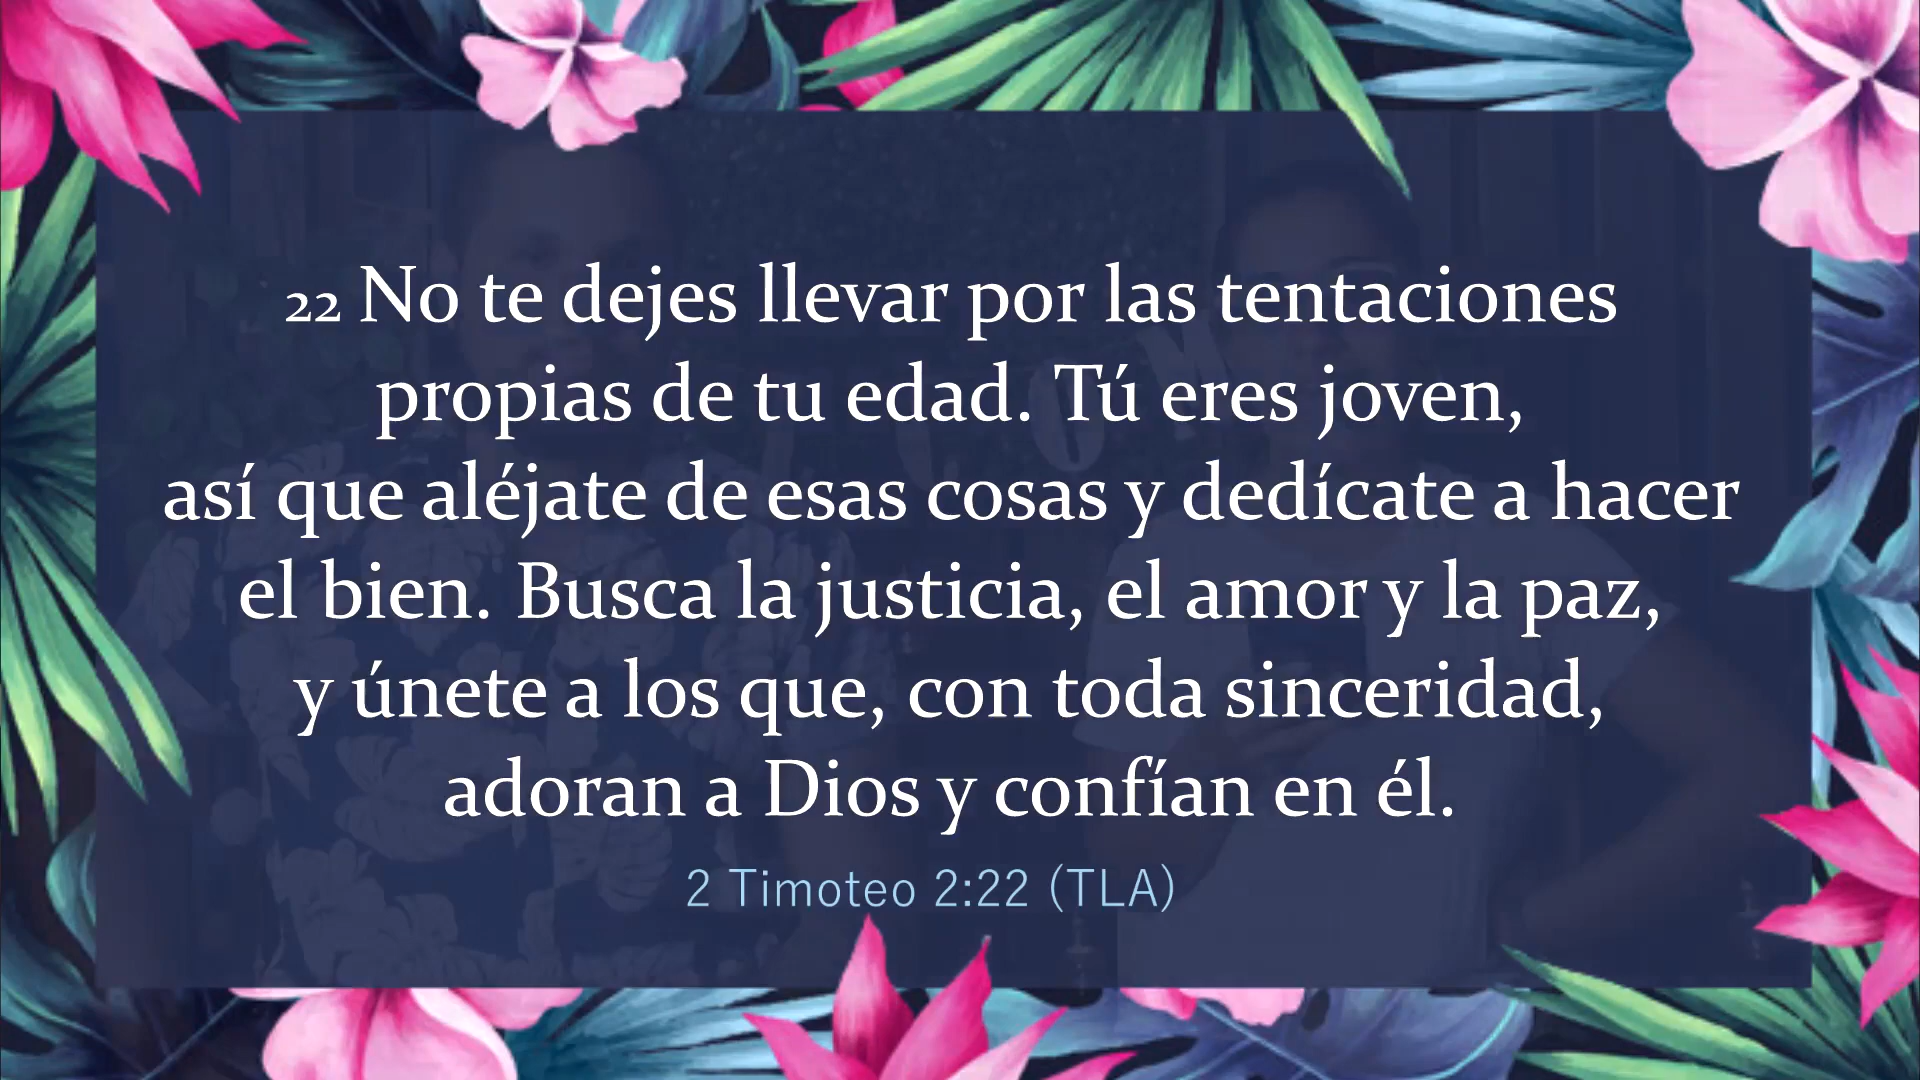 22 No te dejes llevar por las tentaciones
propias de tu edad. Tú eres joven,
así que aléjate de esas cosas y dedícate a hacer
el bien. Busca la justicia, el amor y la paz,
y únete a los que, con toda sinceridad,
adoran a Dios y confían en él.
2 Timoteo 2:22 (TLA)